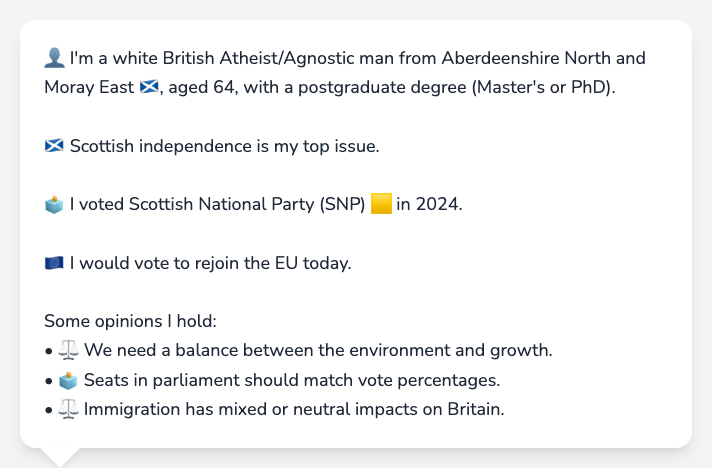 👤 I'm a white British Atheist/Agnostic man from Aberdeenshire North and
Moray East 🏴󠁧󠁢󠁳󠁣󠁴󠁿, aged 64, with a postgraduate degree (Master's or PhD).
🏴󠁧󠁢󠁳󠁣󠁴󠁿 Scottish independence is my top issue.
🗳️ I voted Scottish National Party (SNP) 🟨 in 2024.
🇪🇺 I would vote to rejoin the EU today.
Some opinions I hold:
• ⚖️ We need a balance between the environment and growth.
• 🗳️ Seats in parliament should match vote percentages.
• ⚖️ Immigration has mixed or neutral impacts on Britain.